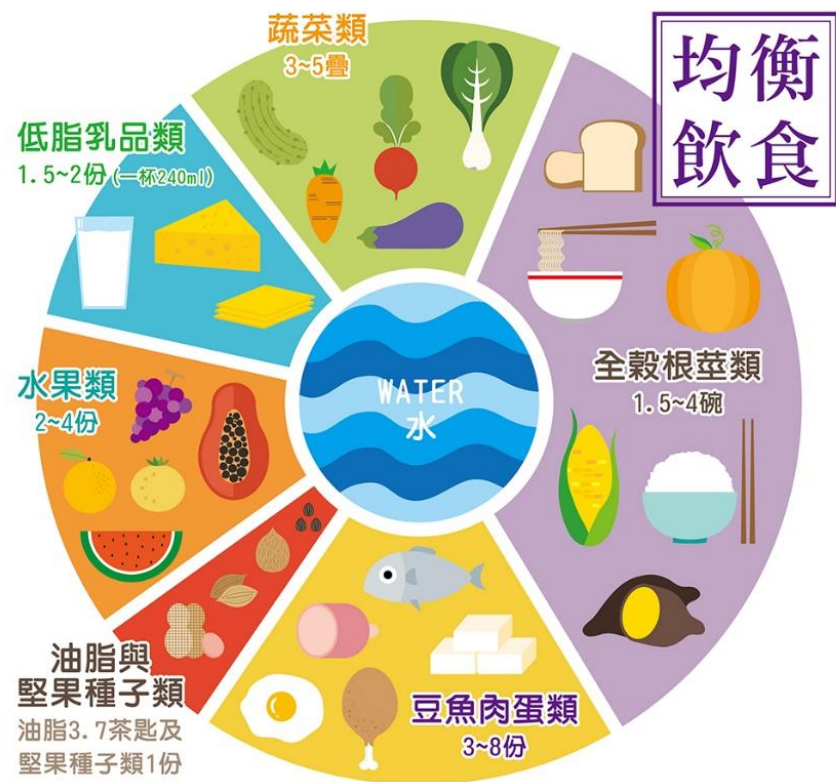 均衡
飲食
蔬菜類
3~5疊
低脂乳品類
1.5~2份(一杯240ml)
水果類
2~4份
油脂與
堅果種子類
油脂3.7茶匙及
堅果種子類1份
豆魚肉蛋類
3~8份
全穀根莖類
1.5~4碗
WATER
水